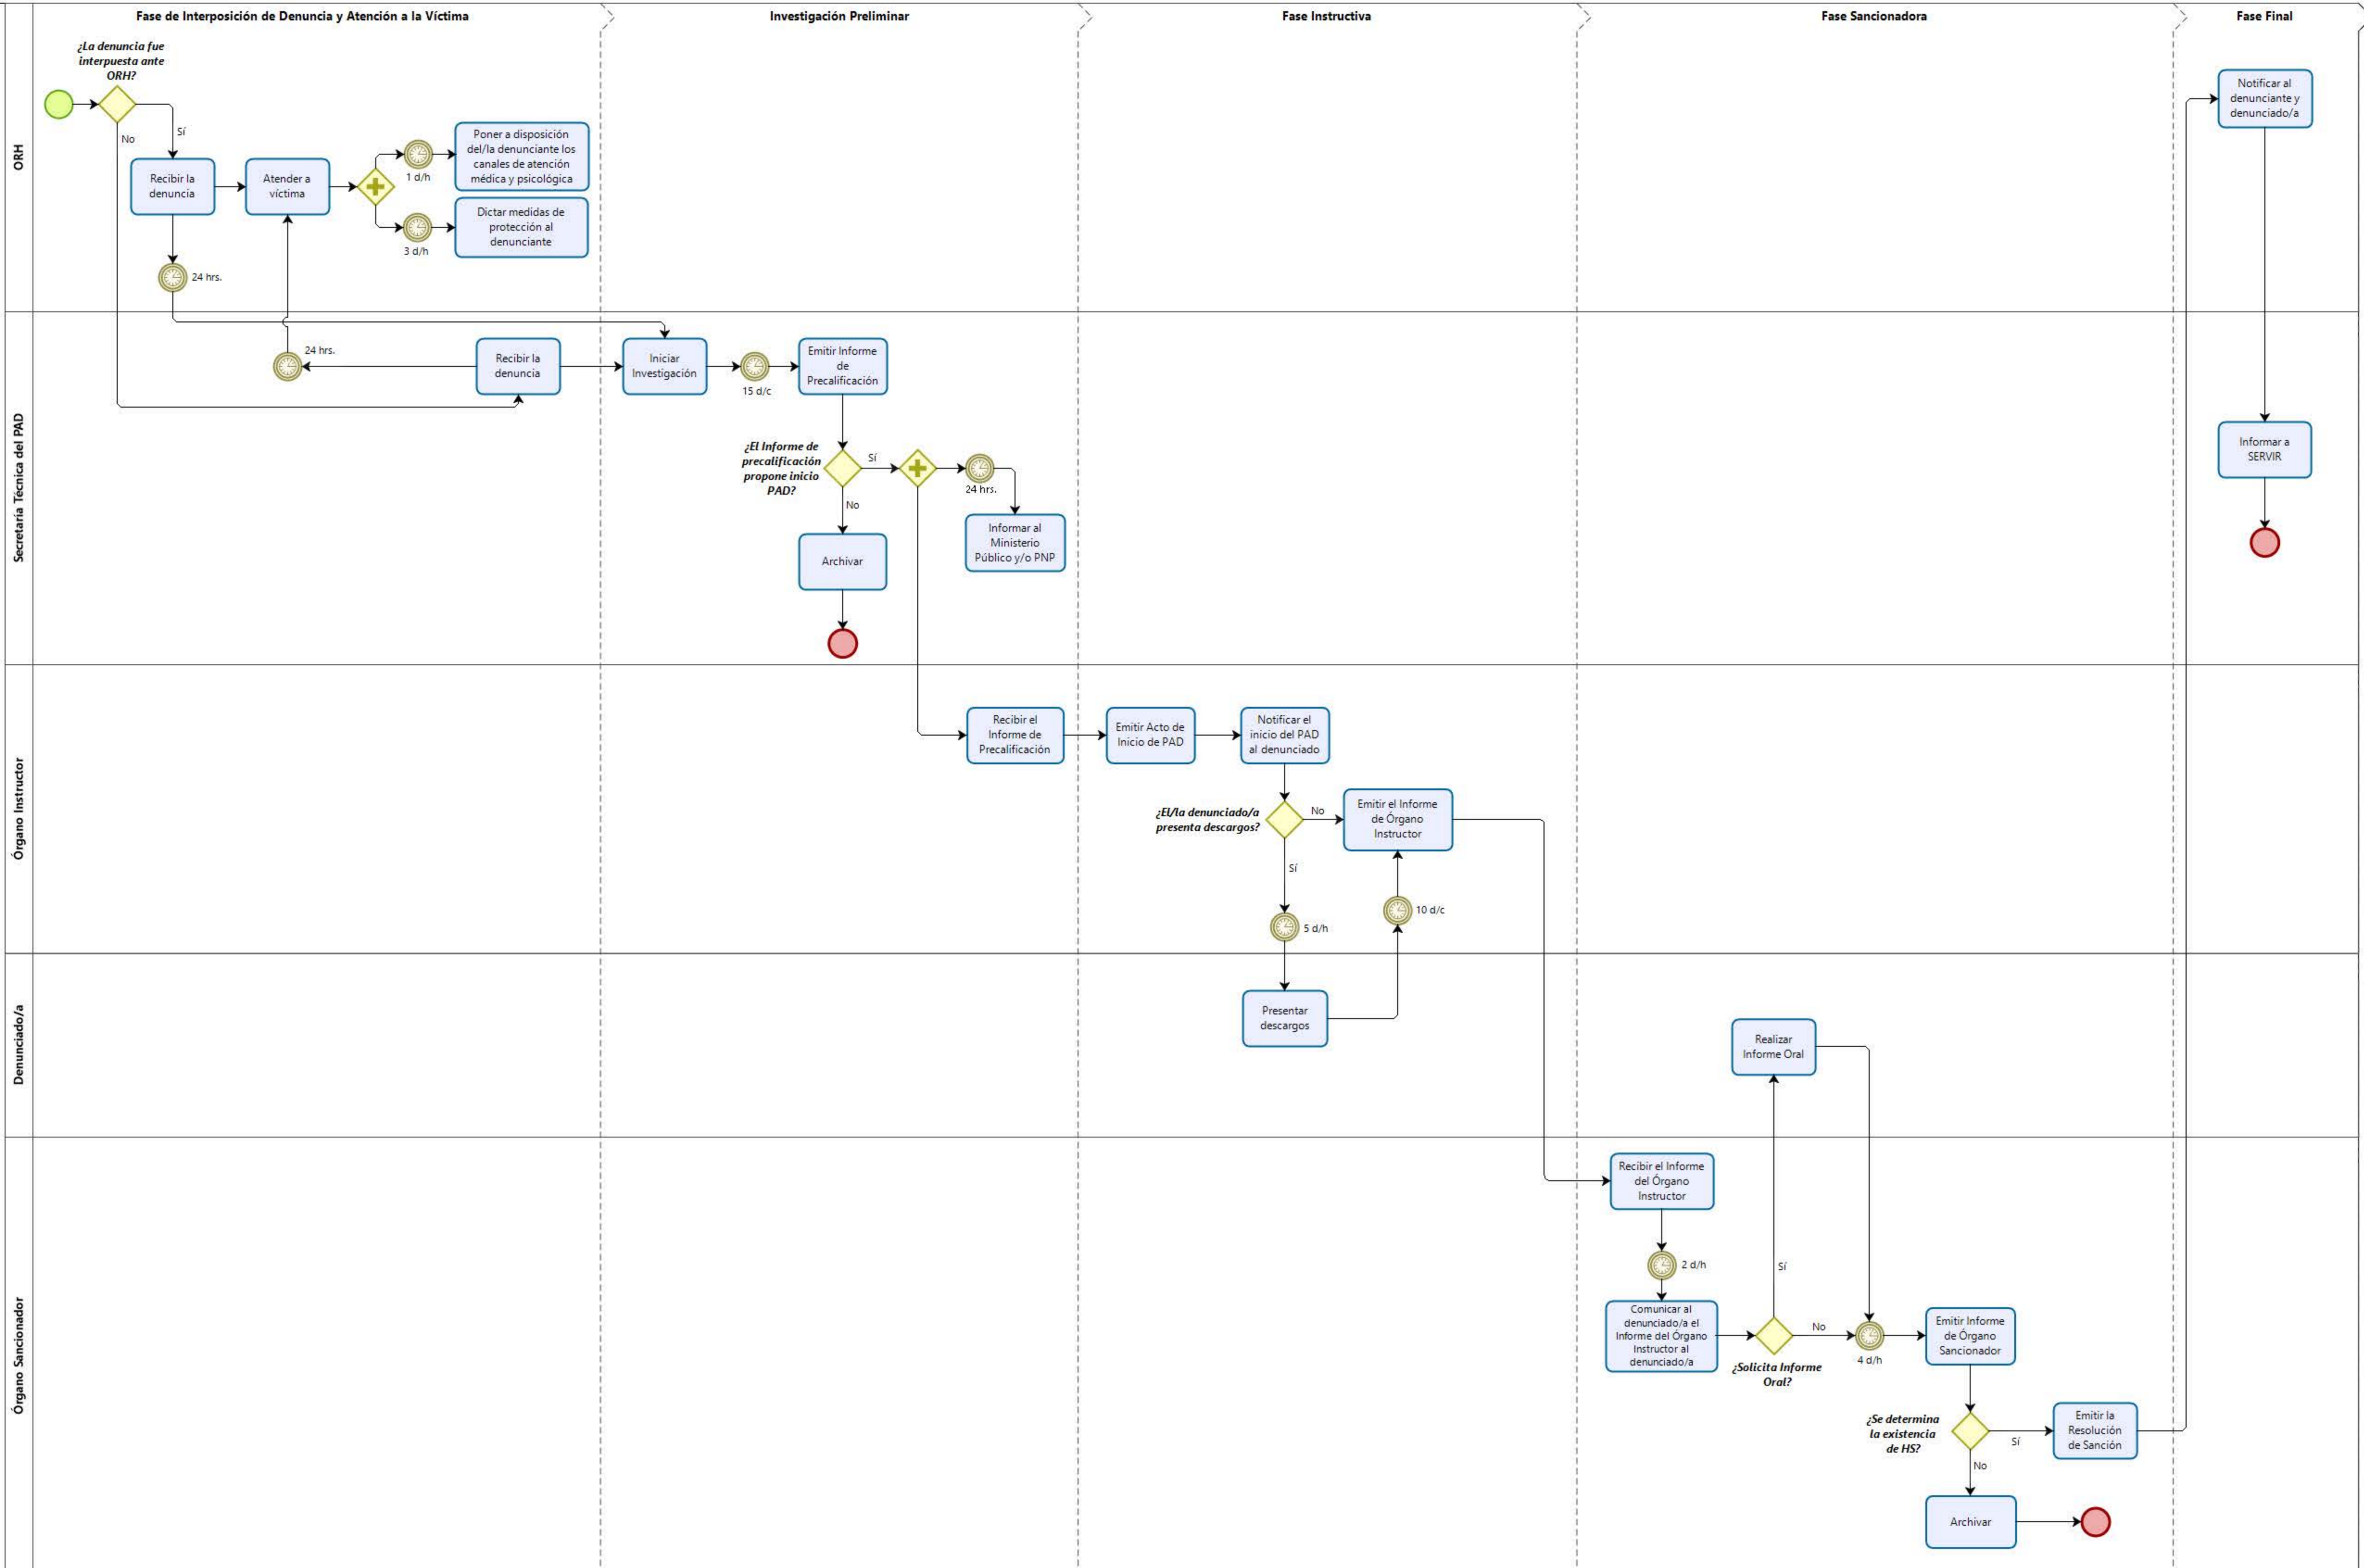 Fase de Interposición de Denuncia y Atención a la Víctima
Investigación Preliminar
Fase Instructiva
Fase Sancionadora
Fase Final
ORH
¿La denuncia fue
interpuesta ante
ORH?
Sí
No
Recibir la
denuncia
Atender a
víctima
1 d/h
Poner a disposición
del/la denunciante los
canales de atención
médica y psicológica
3 d/h
Dictar medidas de
protección al
denunciante
24 hrs.
Notificar al
denunciante y
denunciado/a
Secretaría Técnica del PAD
24 hrs.
Recibir la
denuncia
Iniciar
Investigación
15 d/c
Emitir Informe
de
Precalificación
¿El Informe de
precalificación
propone inicio
PAD?
Sí
No
24 hrs.
Informar al
Ministerio
Público y/o PNP
Archivar
Informar a
SERVIR
Órgano Instructor
Recibir el
Informe de
Precalificación
Emitir Acto de
Inicio de PAD
Notificar el
inicio del PAD
al denunciado
¿El/la denunciado/a
presenta descargos?
No
Sí
Emitir el Informe
de Órgano
Instructor
5 d/h
10 d/c
Denunciado/a
Presentar
descargos
Realizar
Informe Oral
Órgano Sancionador
Recibir el Informe
del Órgano
Instructor
2 d/h
Comunicar al
denunciado/a el
Informe del Órgano
Instructor al
denunciado/a
Sí
No
¿Solicita Informe
Oral?
4 d/h
Emitir Informe
de Órgano
Sancionador
¿Se determina
la existencia
de HS?
Sí
No
Emitir la
Resolución
de Sanción
Archivar